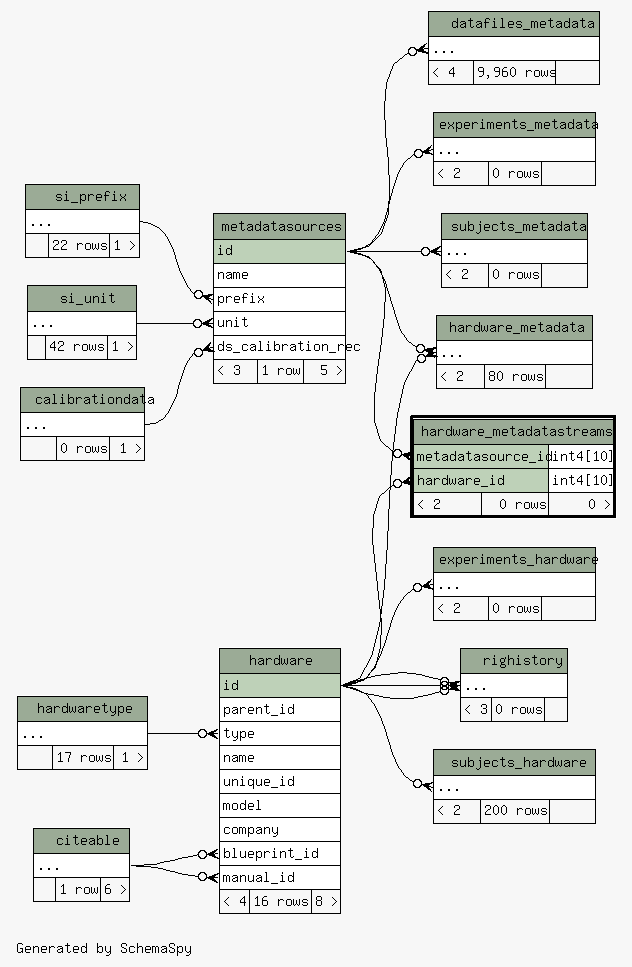 datafiles_metadata
...
< 4 9,960 rows
experiments_metadata
...
< 2 0 rows
si_prefix
...
22 rows 1 >
metadatasources
id
name
prefix
unit
ds_calibration_rec
< 3 1 row 5 >
subjects_metadata
...
< 2 0 rows
si_unit
...
42 rows 1 >
hardware_metadata
...
< 2 80 rows
calibrationdata
...
0 rows 1 >
hardware_metadatastreams
metadatasource_id int4[10]
hardware_id int4[10]
< 2 0 rows 0 >
experiments_hardware
...
< 2 0 rows
hardware
id
parent_id
type
name
unique_id
model
company
blueprint_id
manual_id
< 4 16 rows 8 >
righistory
...
< 3 0 rows
hardwaretype
...
17 rows 1 >
subjects_hardware
...
< 2 200 rows
citeable
...
1 row 6 >
Generated by SchemaSpy